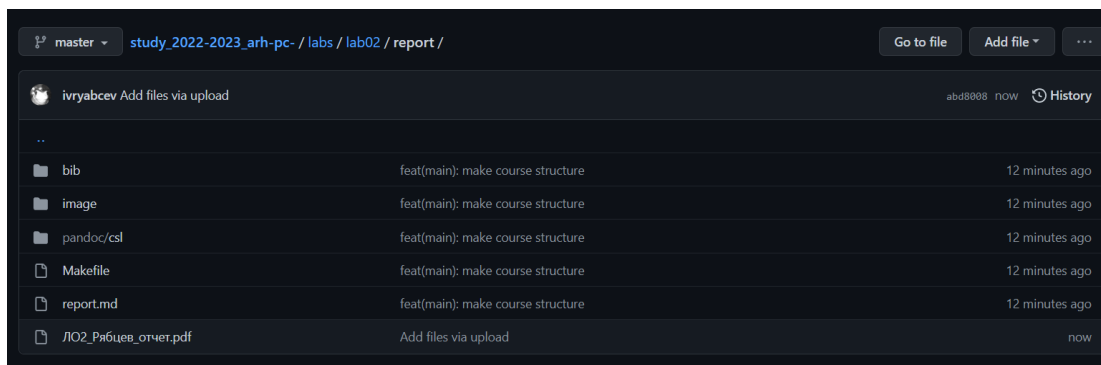 master study_2022-2023_arh-pc- / labs / lab02 / report / Go to file Add file ...
ivryabcev Add files via upload abd8008 now History
..
bib feat(main): make course structure 12 minutes ago
image feat(main): make course structure 12 minutes ago
pandoc/csl feat(main): make course structure 12 minutes ago
Makefile feat(main): make course structure 12 minutes ago
report.md feat(main): make course structure 12 minutes ago
ЛО2_Рябцев_отчет.pdf Add files via upload now